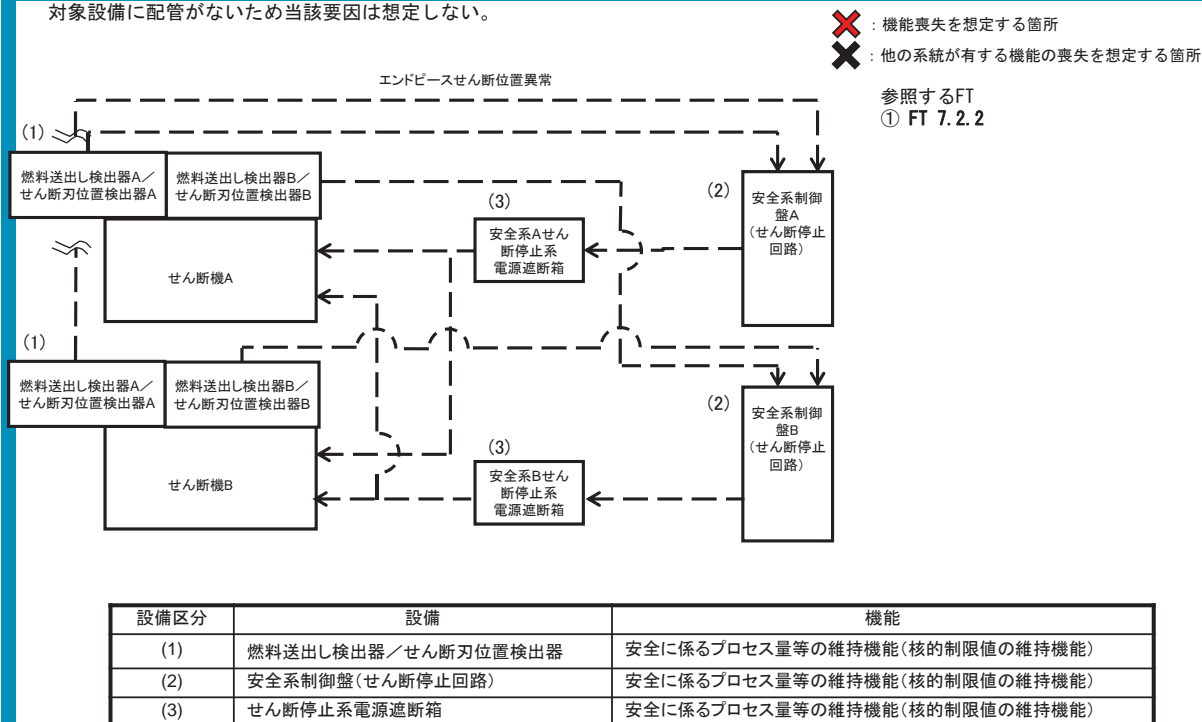 対象設備に配管がないため当該要因は想定しない。
：機能喪失を想定する箇所
：他の系統が有する機能の喪失を想定する箇所
参照するFT
① FT 7.2.2
エンドピースせん断位置異常
(1)
燃料送出し検出器A／
せん断刃位置検出器A
燃料送出し検出器B／
せん断刃位置検出器B
せん断機A
(3)
安全系Aせん
断停止系
電源遮断箱
(2)
安全系制御
盤A
(せん断停止
回路)
(1)
燃料送出し検出器A／
せん断刃位置検出器A
燃料送出し検出器B／
せん断刃位置検出器B
せん断機B
(3)
安全系Bせん
断停止系
電源遮断箱
(2)
安全系制御
盤B
(せん断停止
回路)
設備区分 設備 機能
(1) 燃料送出し検出器／せん断刃位置検出器 安全に係るプロセス量等の維持機能(核的制限値の維持機能)
(2) 安全系制御盤(せん断停止回路) 安全に係るプロセス量等の維持機能(核的制限値の維持機能)
(3) せん断停止系電源遮断箱 安全に係るプロセス量等の維持機能(核的制限値の維持機能)